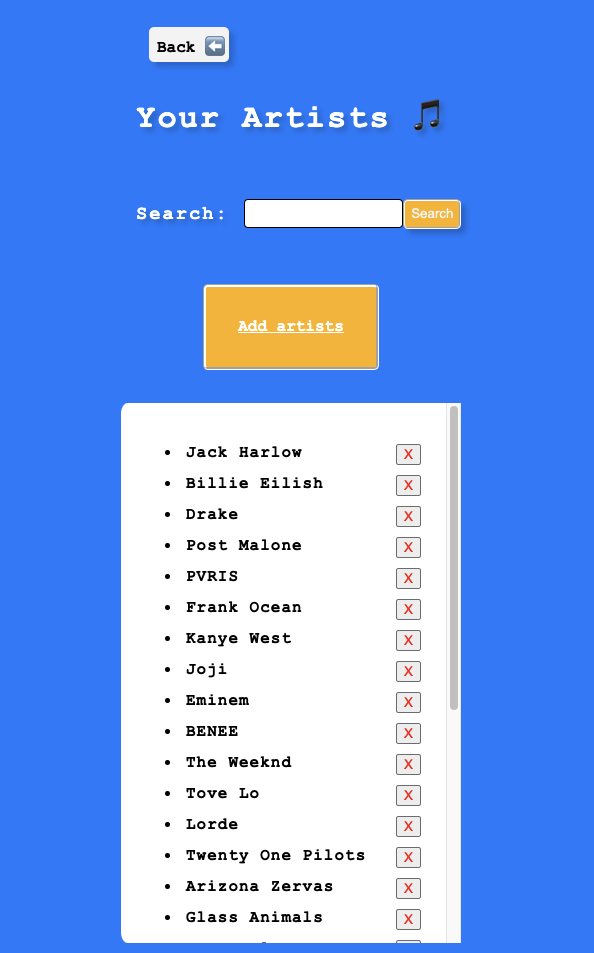 Back
Your Artists
Search:
Search
Add artists
Jack Harlow X
Billie Eilish X
Drake X
Post Malone X
PVRIS X
Frank Ocean X
Kanye West X
Joji X
Eminem X
BENEE X
The Weeknd X
Tove Lo X
Lorde X
Twenty One Pilots X
Arizona Zervas X
Glass Animals X